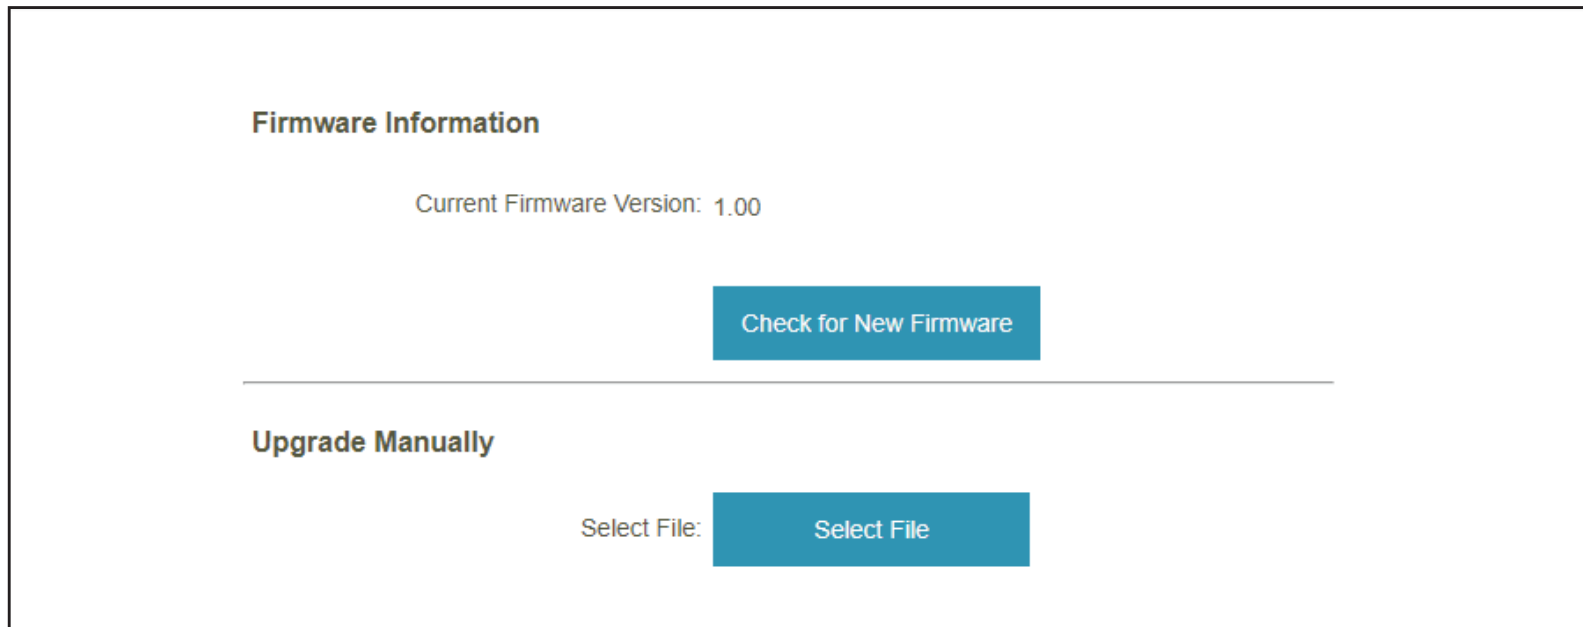 Firmware Information
Current Firmware Version: 1.00
Check for New Firmware
Upgrade Manually
Select File: Select File